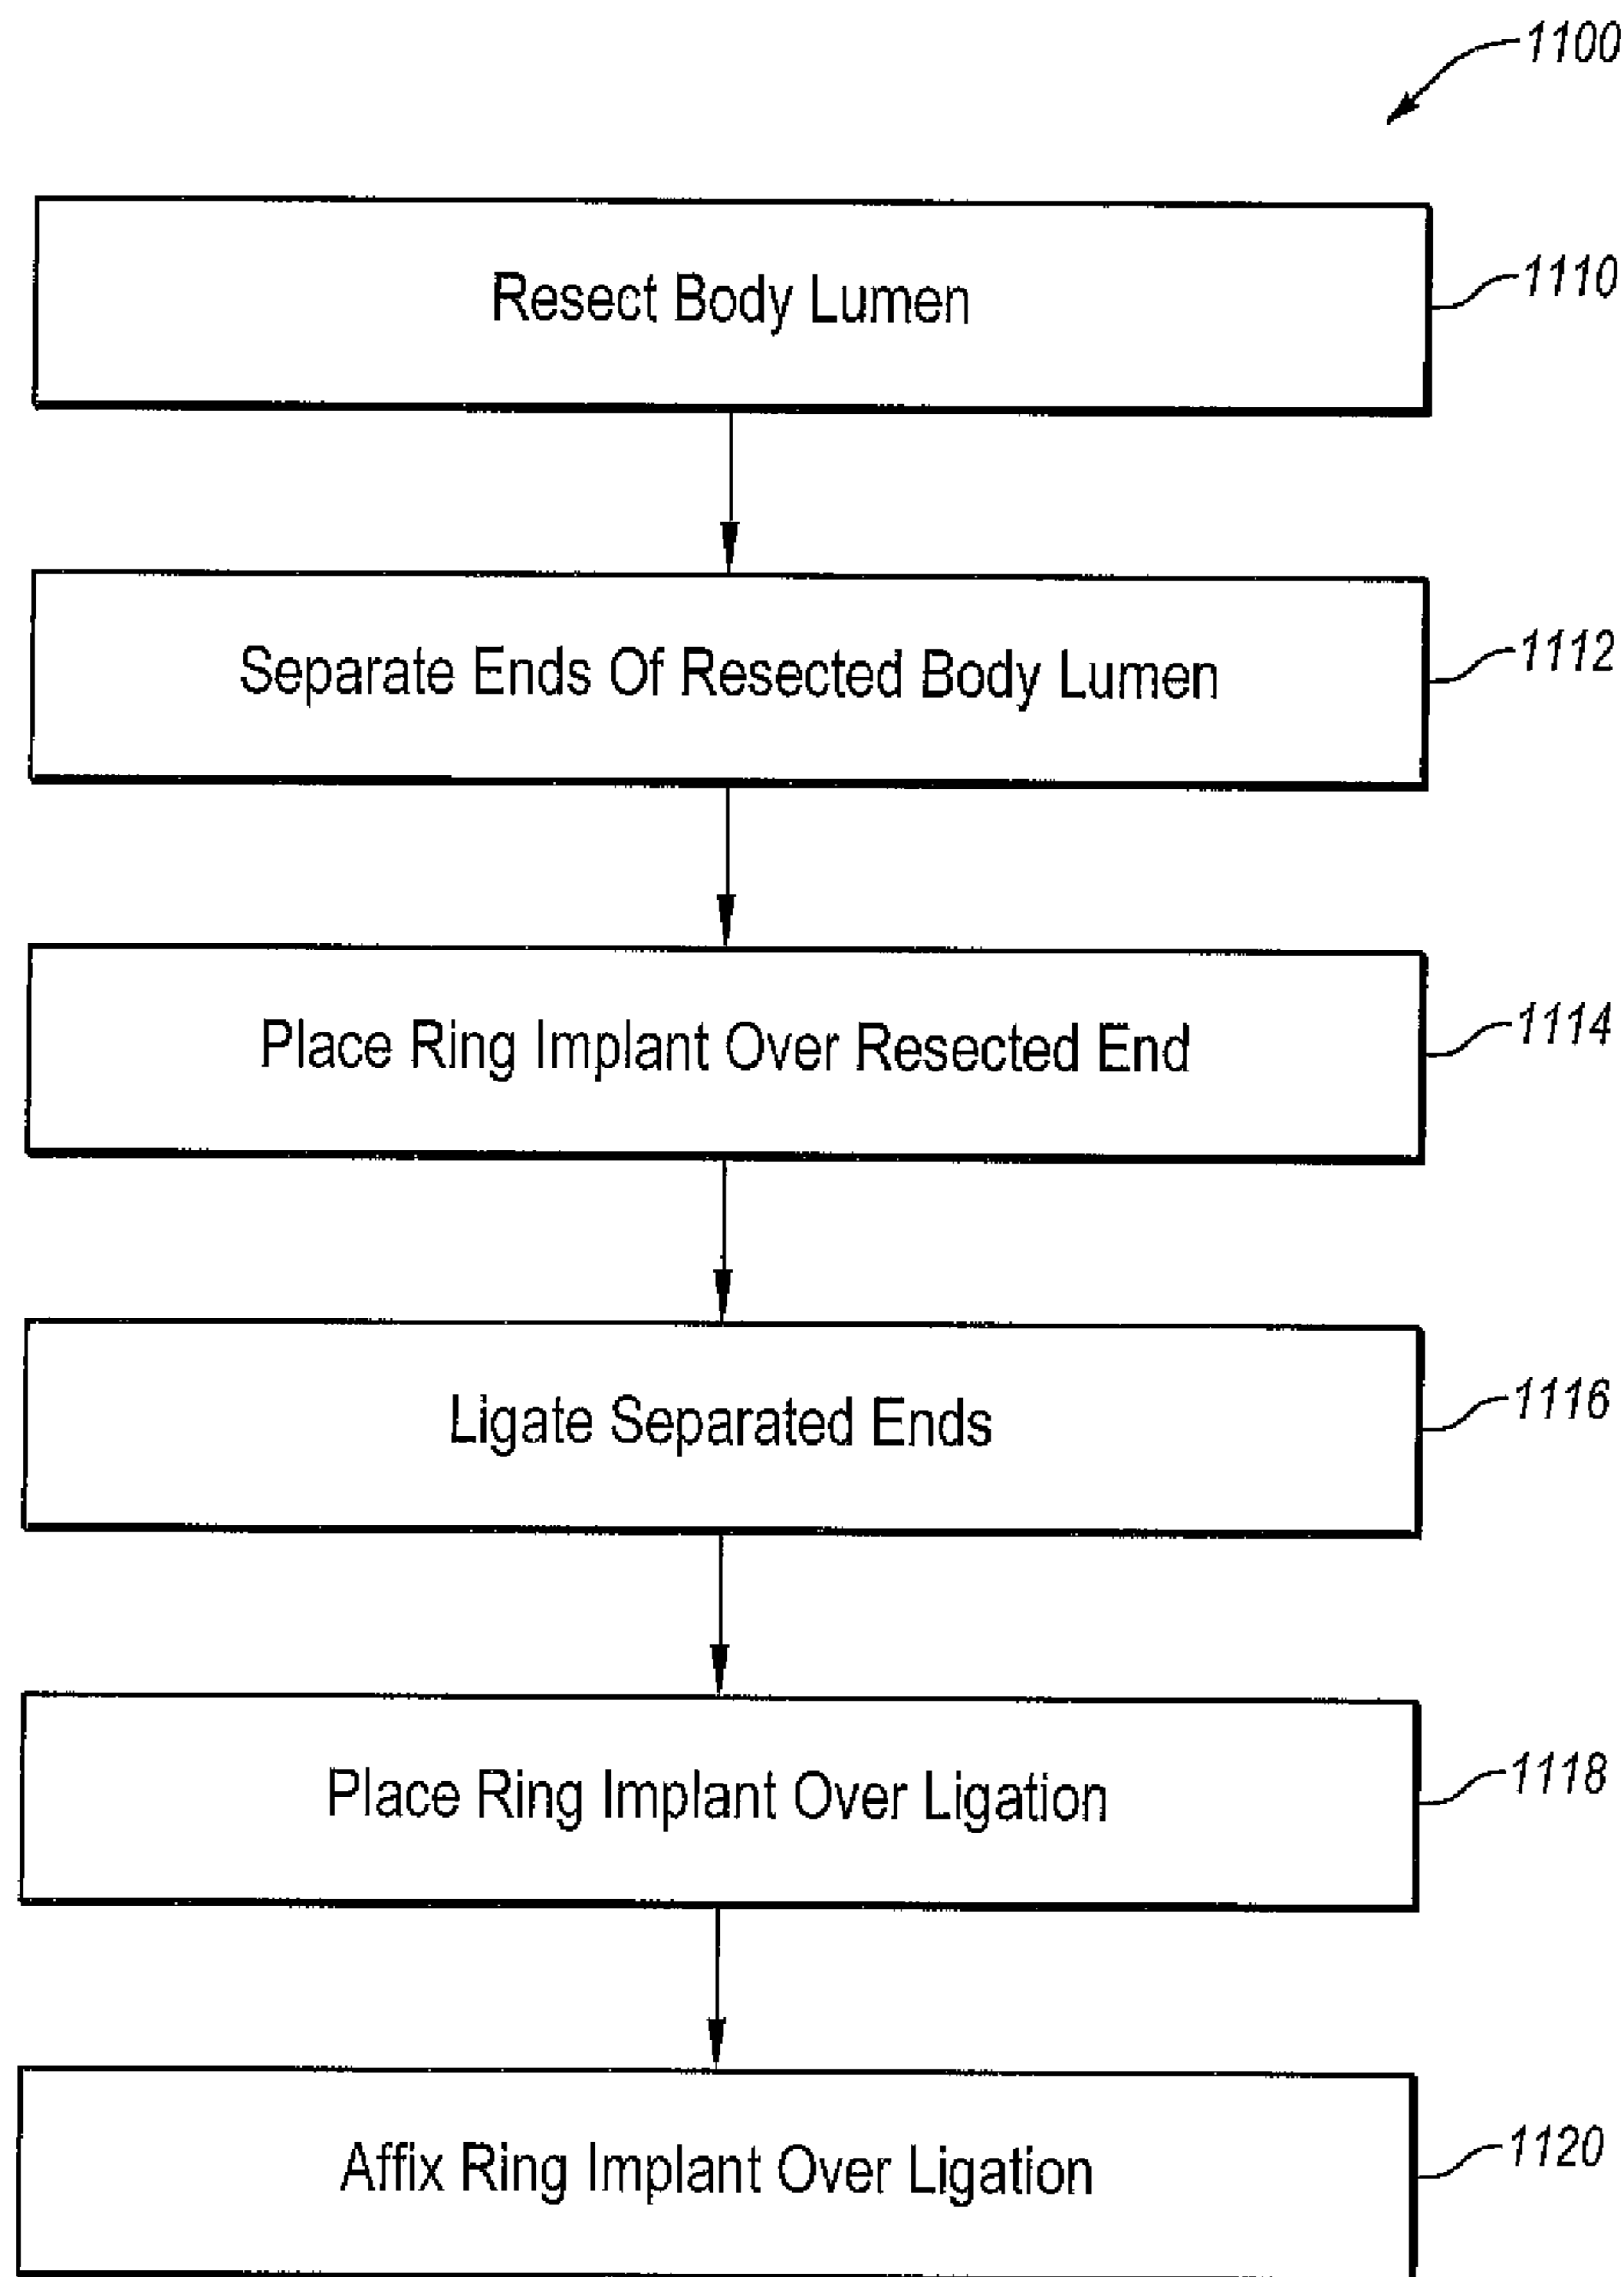 1100
Resect Body Lumen
1110
Separate Ends Of Resected Body Lumen
1112
Place Ring Implant Over Resected End
1114
Ligate Separated Ends
1116
Place Ring Implant Over Ligation
1118
Affix Ring Implant Over Ligation
1120